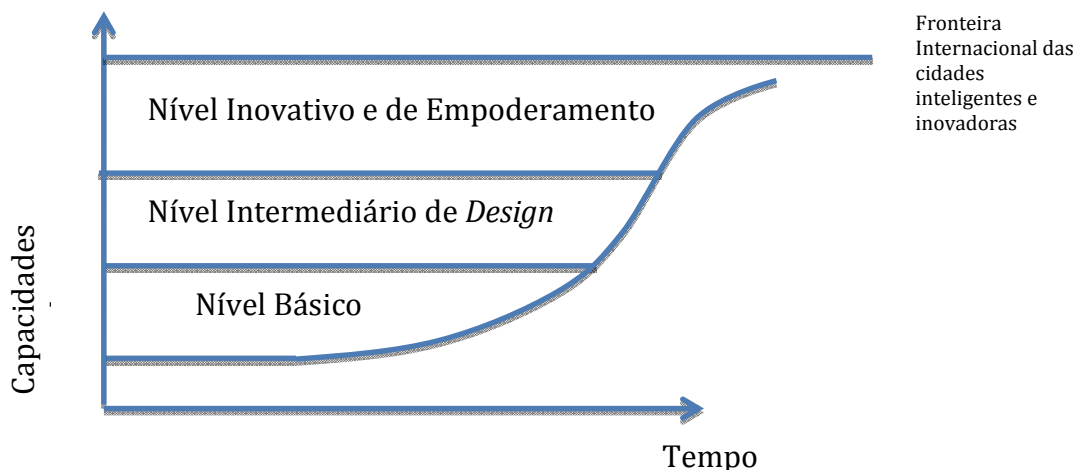 Fronteira
Internacional das
cidades
inteligentes e
inovadoras
Nível Inovativo e de Empoderamento
Nível Intermediário de Design
Nível Básico
Capacidades
Tempo